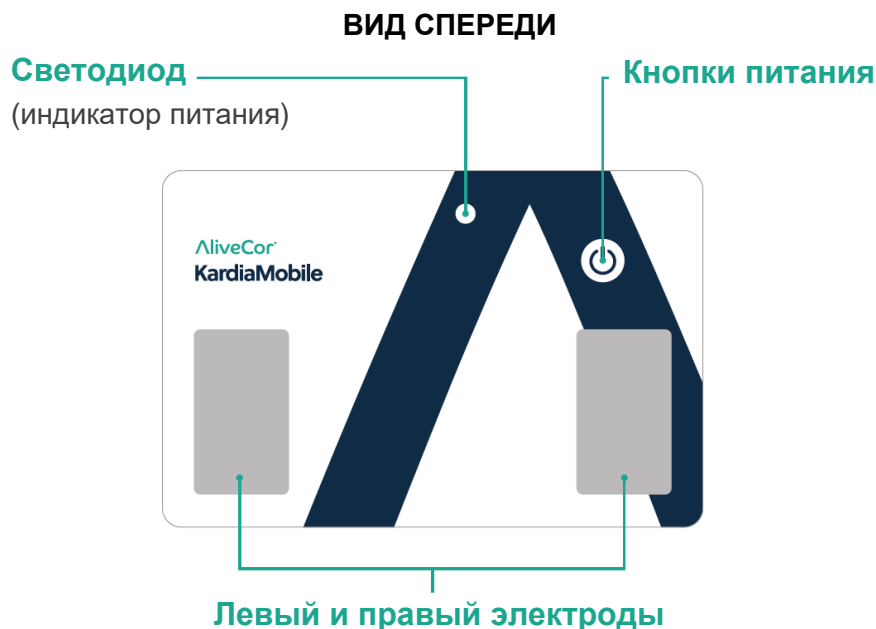 ВИД СПЕРЕДИ
Светодиод
(индикатор питания)
Кнопки питания
AliveCor
KardiaMobile
Левый и правый электроды